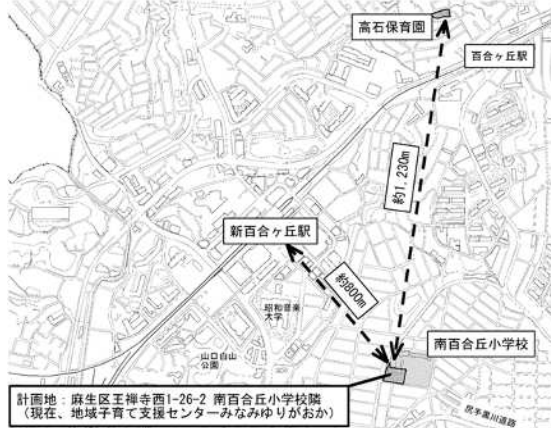 高石保育園
百合ヶ丘駅
約1,230m
新百合ヶ丘駅
約800m
昭和音楽
大学
山口白山
公園
南百合丘小学校
計画地：麻生区王禅寺西1-26-2 南百合丘小学校隣
（現在、地域子育て支援センターみなみゆりがおか）
尻手黒川道路